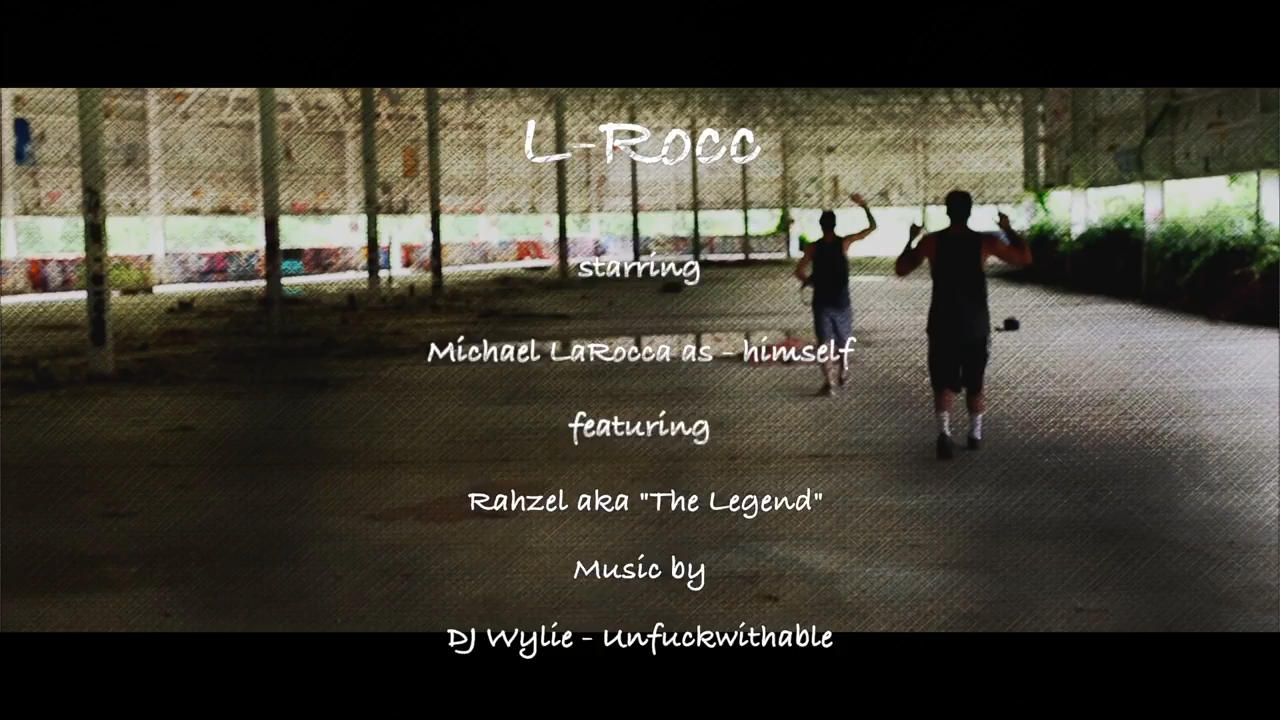 L-Rocc
starring
Michael LaRocca as - himself
featuring
Rahzel aka "The Legend"
Music by
DJ Wylie - Unfuckwithable